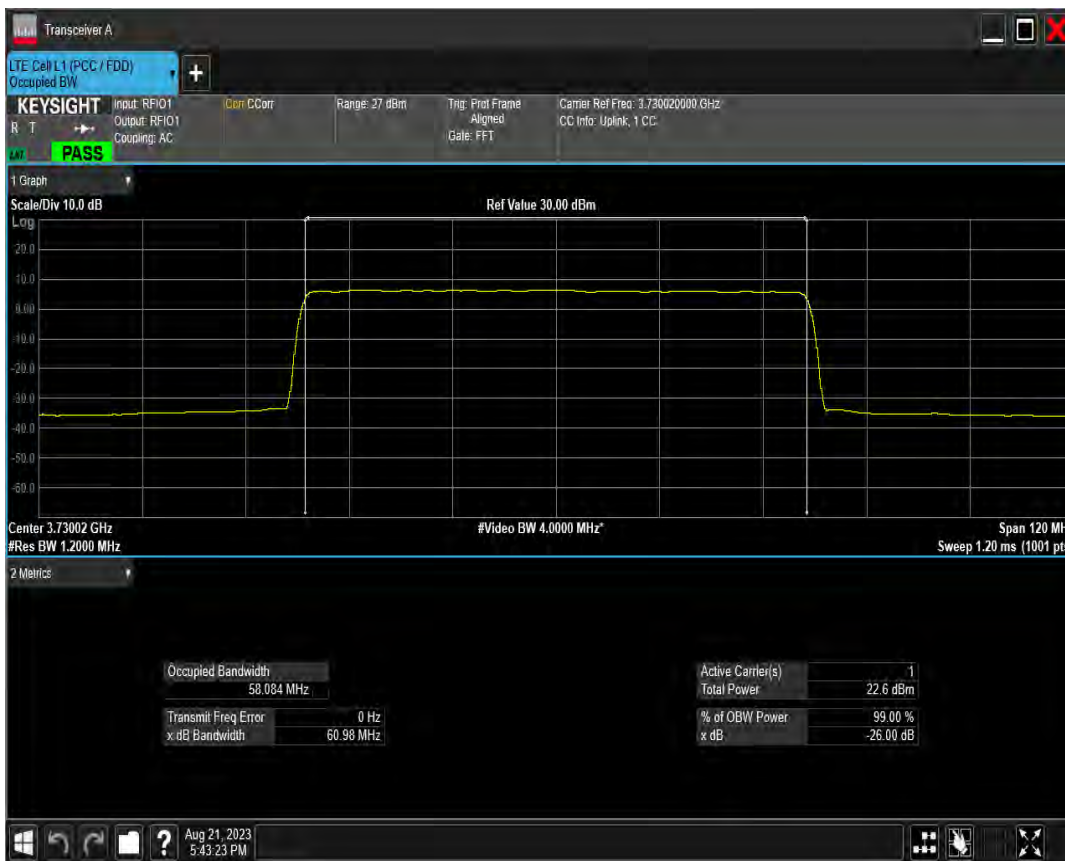 Transceiver A
LTE Cell L1 (PCC / FDD)
Occupied BW
KEYSIGHT
R T
PASS
Input: RFIO1
Output: RFIO1
Coupling: AC
Corr CCorr
Range: 27 dBm
Trig: Prot Frame
Aligned
Gate: FFT
Carrier Ref Freq: 3.730020000 GHz
CC Info: Uplink, 1 CC
1 Graph
Scale/Div 10.0 dB
Ref Value 30.00 dBm
Log
20.0
10.0
0.00
-10.0
-20.0
-30.0
-40.0
-50.0
-60.0
Center 3.73002 GHz
#Video BW 4.0000 MHz*
Span 120 MH
#Res BW 1.2000 MHz
Sweep 1.20 ms (1001 pts
2 Metrics
Occupied Bandwidth
58.084 MHz
Transmit Freq Error 0 Hz
x dB Bandwidth 60.98 MHz
Active Carrier(s) 1
Total Power 22.6 dBm
% of OBW Power 99.00 %
x dB -26.00 dB
Aug 21, 2023
5:43:23 PM